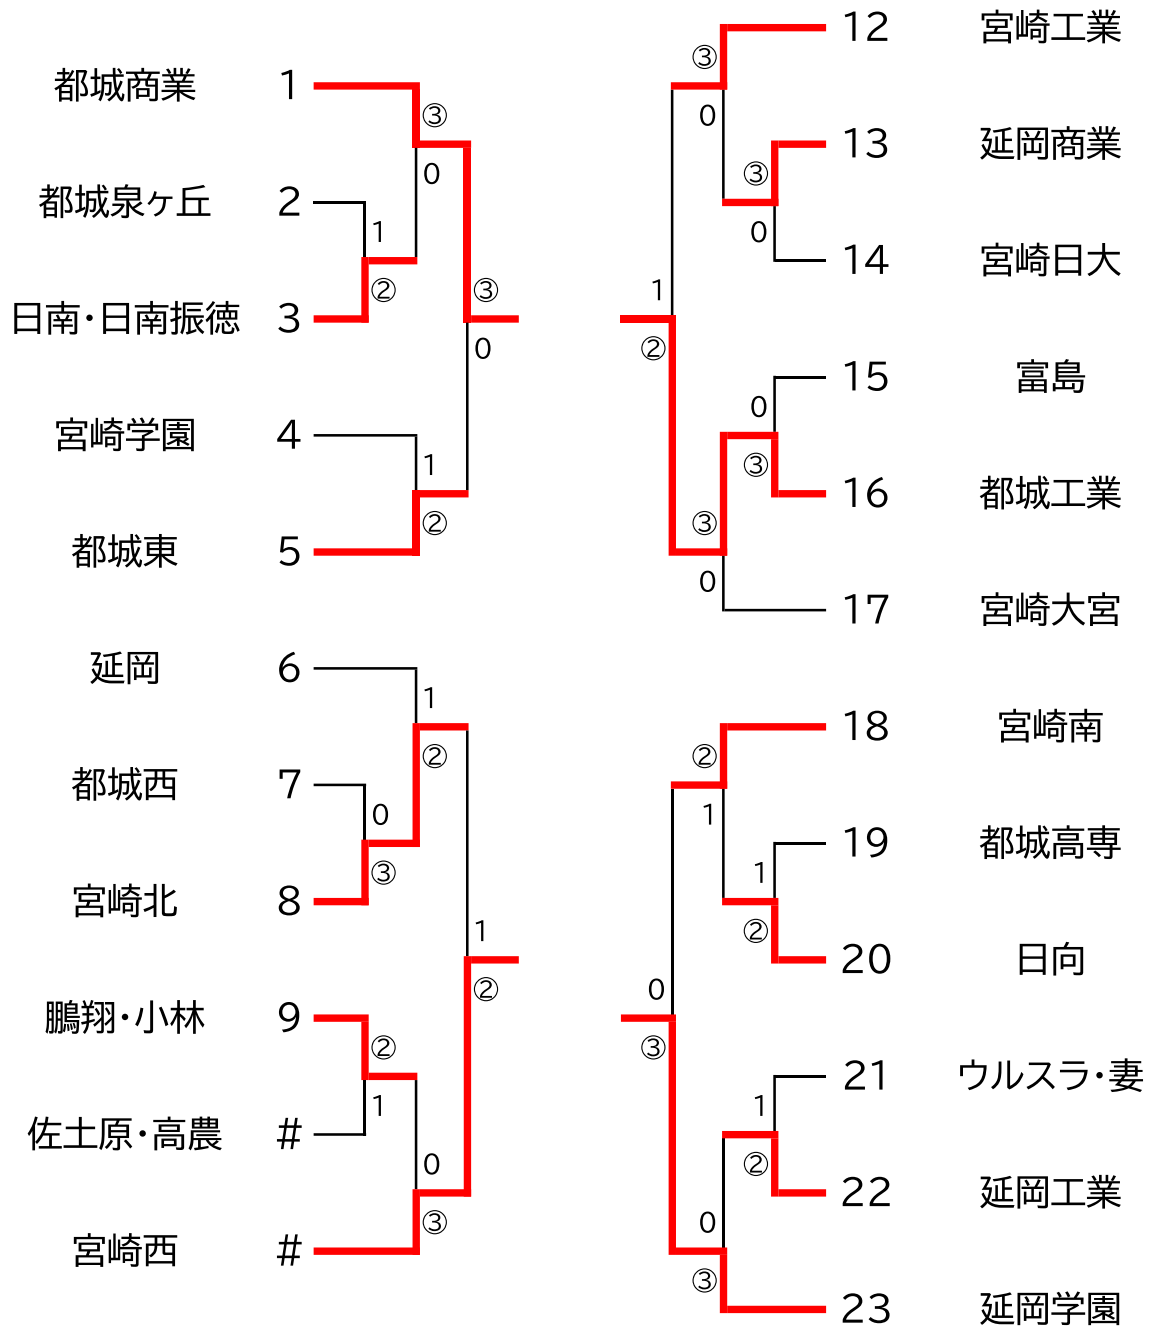 都城商業 1
③
0
都城泉ヶ丘 2
1
②
日南・日南振徳 3
③
0
宮崎学園 4
1
②
都城東 5
延岡 6
1
②
都城西 7
0
③
宮崎北 8
1
②
鵬翔・小林 9
②
1
佐土原・高農 #
0
③
宮崎西 #
12 宮崎工業
③
0
13 延岡商業
③
0
14 宮崎日大
1
②
15 富島
0
③
16 都城工業
③
0
17 宮崎大宮
18 宮崎南
②
1
19 都城高専
1
②
20 日向
0
③
21 ウルスラ・妻
1
②
22 延岡工業
0
③
23 延岡学園